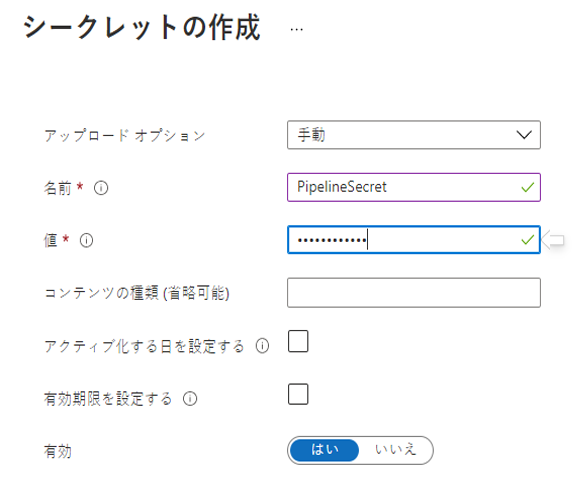 シークレットの作成 …
アップロード オプション 手動
名前 * PipelineSecret
値 * ••••••••••••
コンテンツの種類 (省略可能)
アクティブ化する日を設定する
有効期限を設定する
有効 はい いいえ